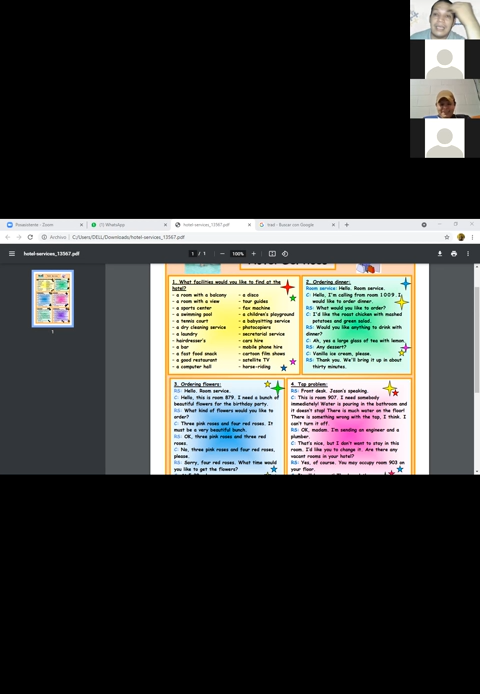 Presentante - Zoom
(1) WhatsApp
hotel-services_13567.pdf
trad - Buscar con Google
Archivo
C:/Users/DELL/Downloads/hotel-services_13567.pdf
hotel-services_13567.pdf
1 / 1
100%
1
1. What facilities would you like to find at the
hotel?
- a room with a balcony
- a room with a view
- a sports center
- a swimming pool
- a tennis court
- a dry cleaning service
- a laundry
- hairdresser's
- a bar
- a fast food snack
- a good restaurant
- a computer hall
- a disco
- tour guides
- fax machine
- a children's playground
- a babysitting service
- photocopiers
- secretarial service
- cars hire
- mobile phone hire
- cartoon film shows
- satellite TV
- horse-riding
2. Ordering dinner:
Room service: Hello. Room service.
C: Hello, I'm calling from room 1009. I
would like to order dinner.
RS: What would you like to order?
C: I'd like the roast chicken with mashed
potatoes and green salad.
RS: Would you like anything to drink with
dinner?
C: Ah, yes a large glass of tea with lemon.
RS: Any dessert?
C: Vanilla ice cream, please.
RS: Thank you. We'll bring it up in about
thirty minutes.
3. Ordering flowers:
RS: Hello. Room service.
C: Hello, this is room 879. I need a bunch of
beautiful flowers for the birthday party.
RS: What kind of flowers would you like to
order?
C: Three pink roses and four red roses. It
must be a very beautiful bunch.
RS: OK, three pink roses and three red
roses.
C: No, three pink roses and four red roses,
please.
RS: Sorry, four red roses. What time would
you like to get the flowers?
4. Tap problem:
RS: Front desk. Jason's speaking.
C: This is room 907. I need somebody
immediately! Water is pouring in the bathroom and
it doesn't stop! There is much water on the floor!
There is something wrong with the tap, I think. I
can't turn it off.
RS: OK, madam. I'm sending an engineer and a
plumber.
C: That's nice, but I don't want to stay in this
room. I'd like you to change it. Are there any
vacant rooms in your hotel?
RS: Yes, of course. You may occupy room 903 on
your floor.